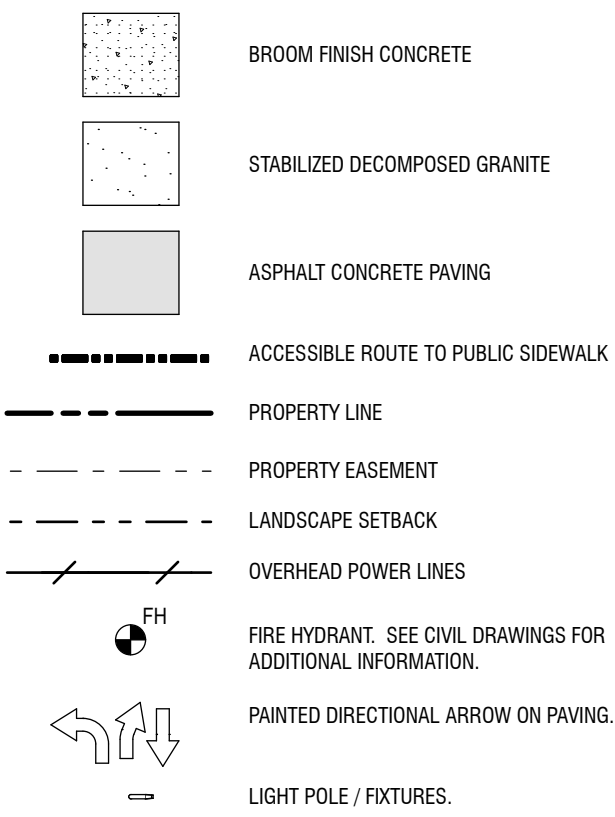 BROOM FINISH CONCRETE
STABILIZED DECOMPOSED GRANITE
ASPHALT CONCRETE PAVING
ACCESSIBLE ROUTE TO PUBLIC SIDEWALK
PROPERTY LINE
PROPERTY EASEMENT
LANDSCAPE SETBACK
OVERHEAD POWER LINES
FH
FIRE HYDRANT.  SEE CIVIL DRAWINGS FOR
ADDITIONAL INFORMATION.
PAINTED DIRECTIONAL ARROW ON PAVING.
LIGHT POLE / FIXTURES.